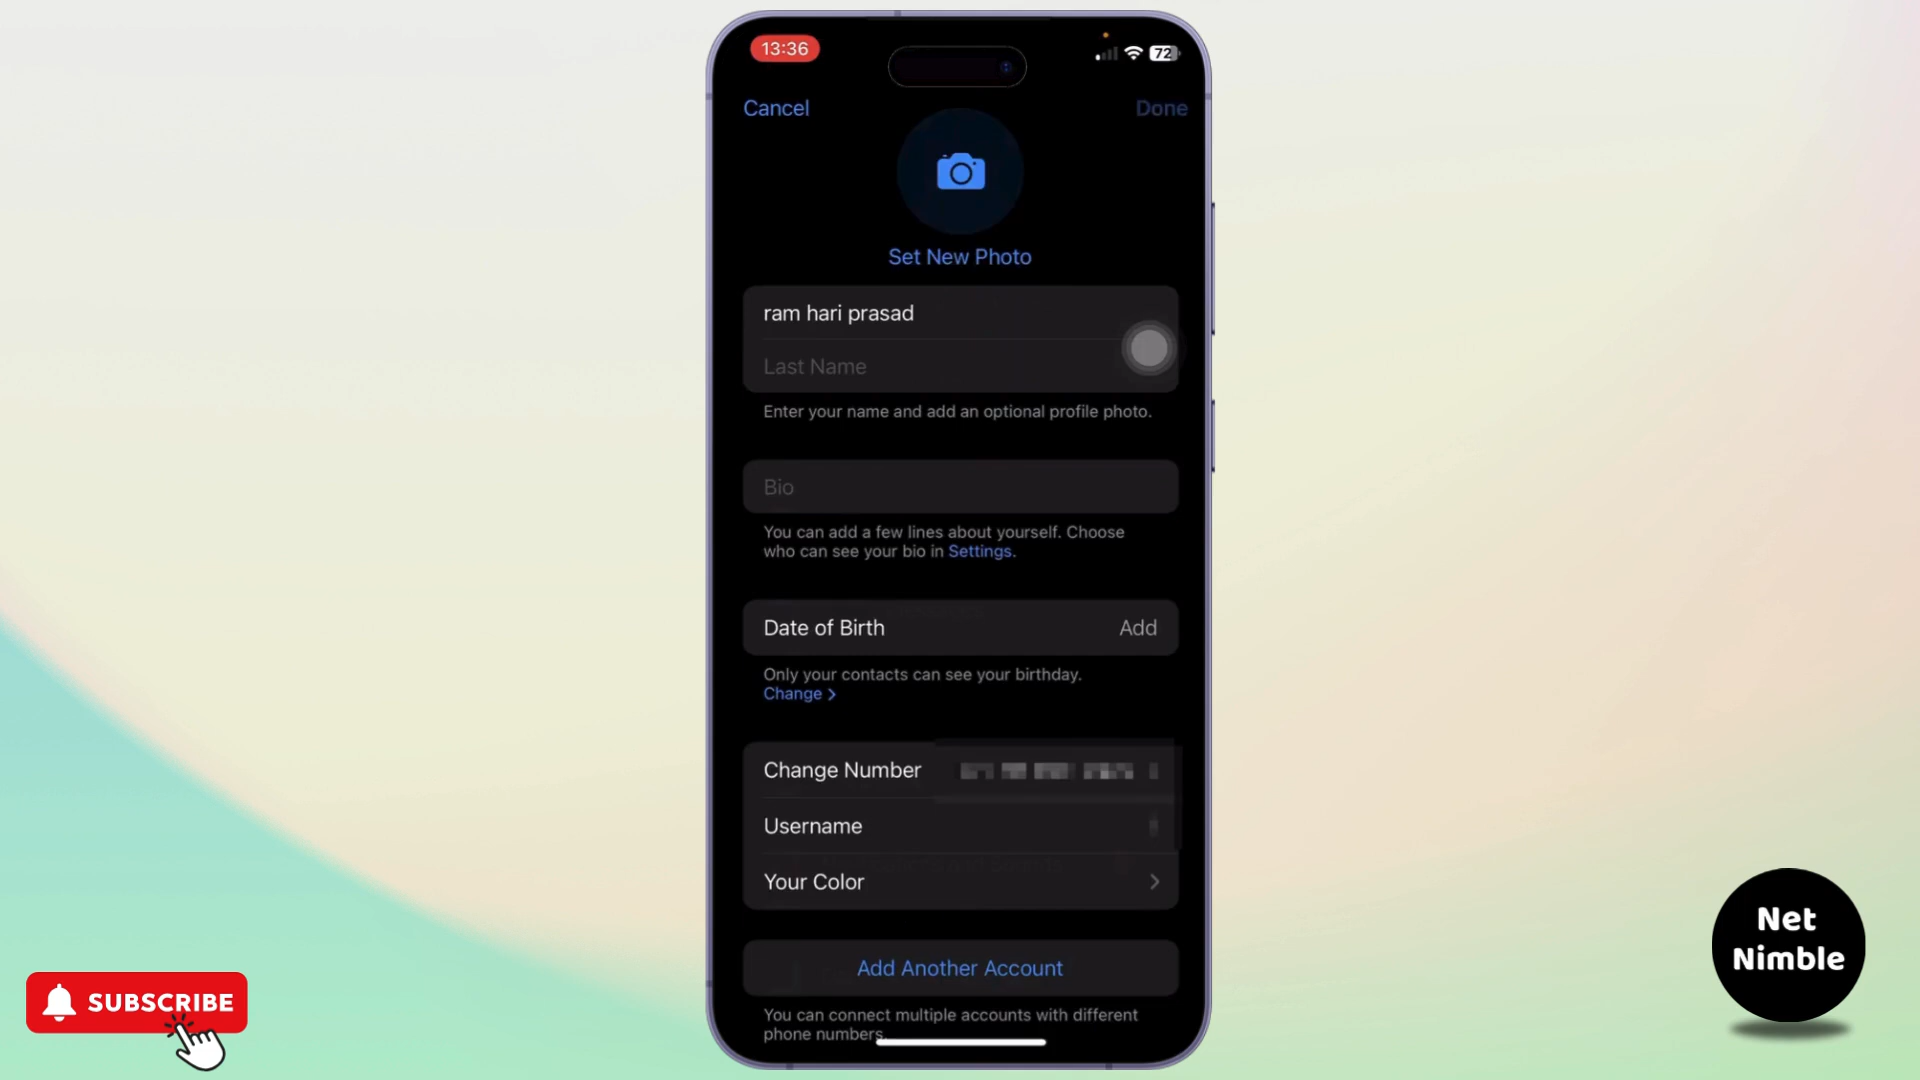 13:36
72
Cancel
Done
Set New Photo
ram hari prasad
Last Name
Enter your name and add an optional profile photo.
Bio
You can add a few lines about yourself. Choose
who can see your bio in Settings.
Date of Birth
Add
Only your contacts can see your birthday.
Change >
Change Number
Username
Your Color
Add Another Account
You can connect multiple accounts with different
phone numbers.
SUBSCRIBE
Net
Nimble